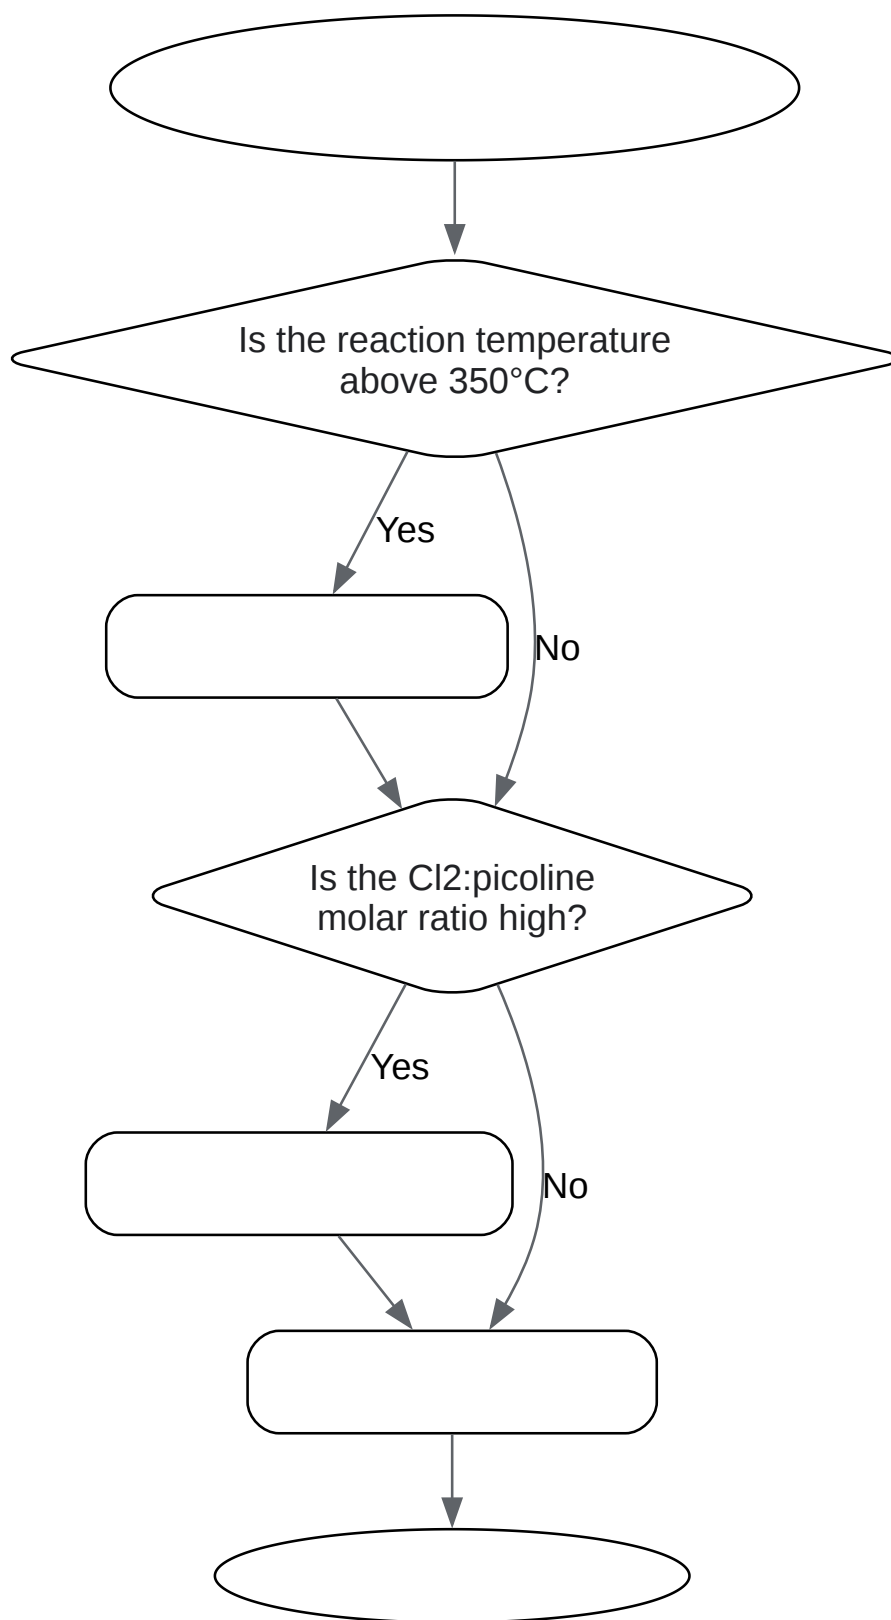 Is the reaction temperature
above 350°C?
Yes
No
Is the Cl2:picoline
molar ratio high?
Yes
No